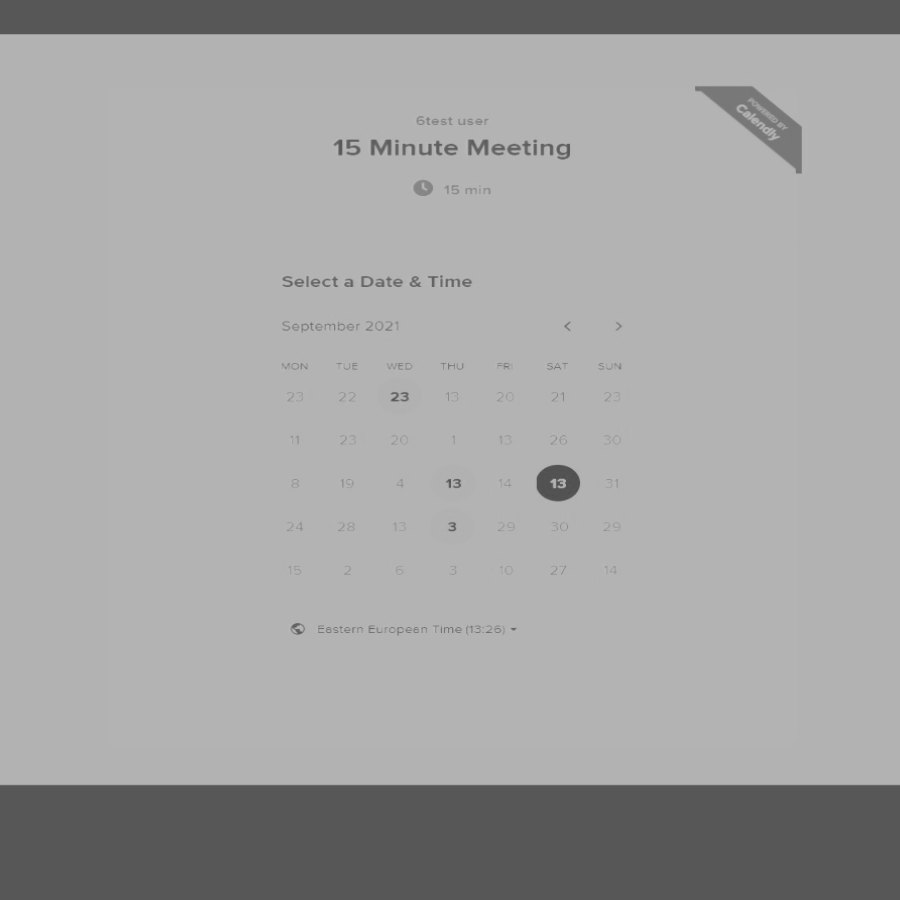 POWERED BY
Calendly
6test user
15 Minute Meeting
15 min
Select a Date & Time
September 2021
< >
MON TUE WED THU FRI SAT SUN
23 22 23 13 20 21 23
11 23 20 1 13 26 30
8 19 4 13 14 13 31
24 28 13 3 29 30 29
15 2 6 3 10 27 14
Eastern European Time (13:26)